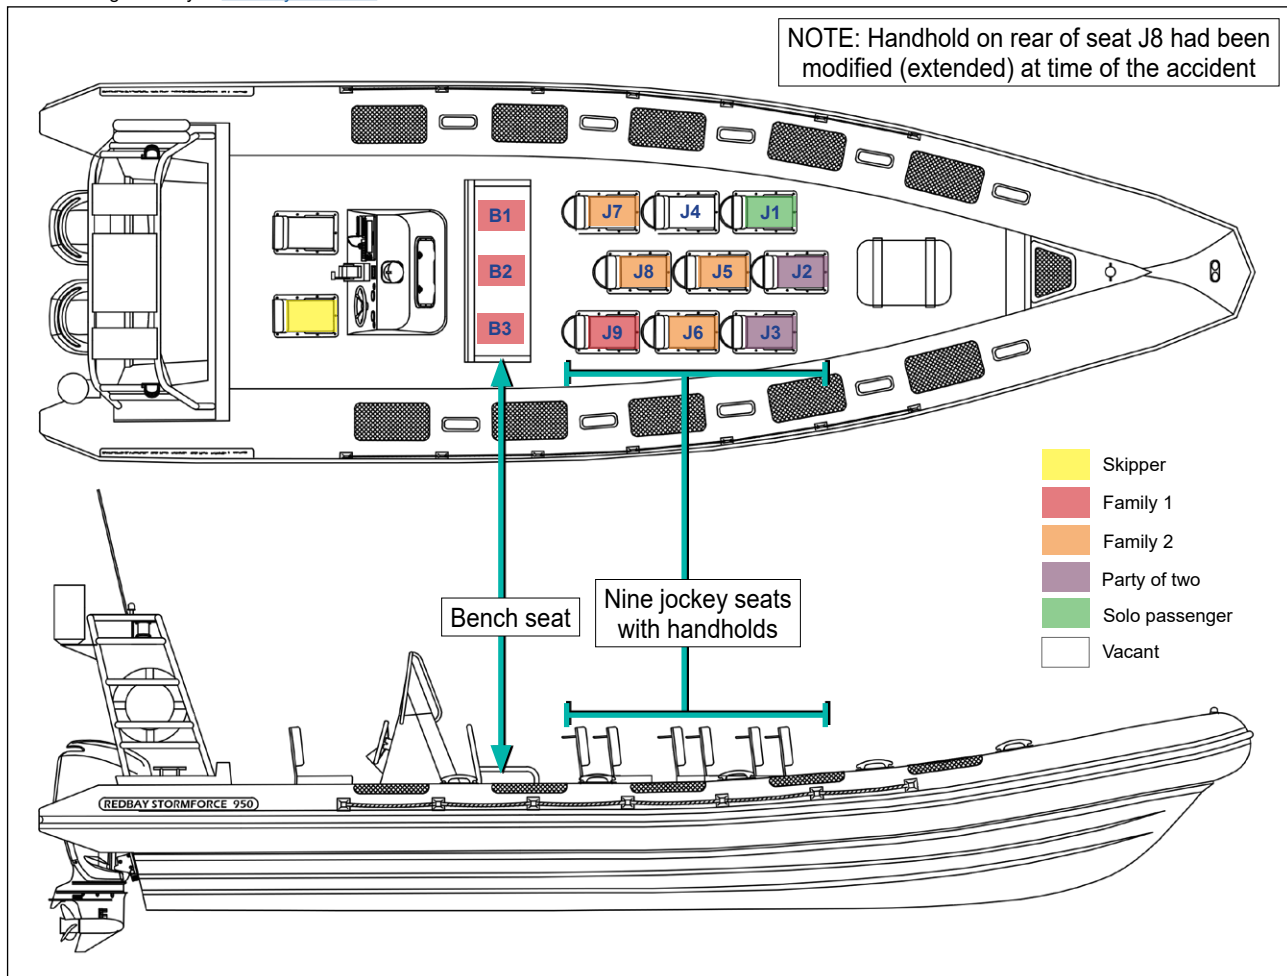 NOTE: Handhold on rear of seat J8 had been
modified (extended) at time of the accident
B1
J7
J4
J1
B2
J8
J5
J2
B3
J9
J6
J3
Skipper
Family 1
Family 2
Party of two
Solo passenger
Vacant
Bench seat
Nine jockey seats
with handholds
REDBAY STORMFORCE 950